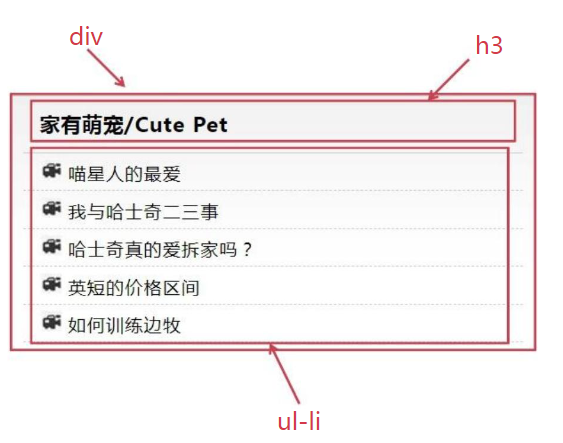 div
h3
家有萌宠/Cute Pet
喵星人的最爱
我与哈士奇二三事
哈士奇真的爱拆家吗？
英短的价格区间
如何训练边牧
ul-li